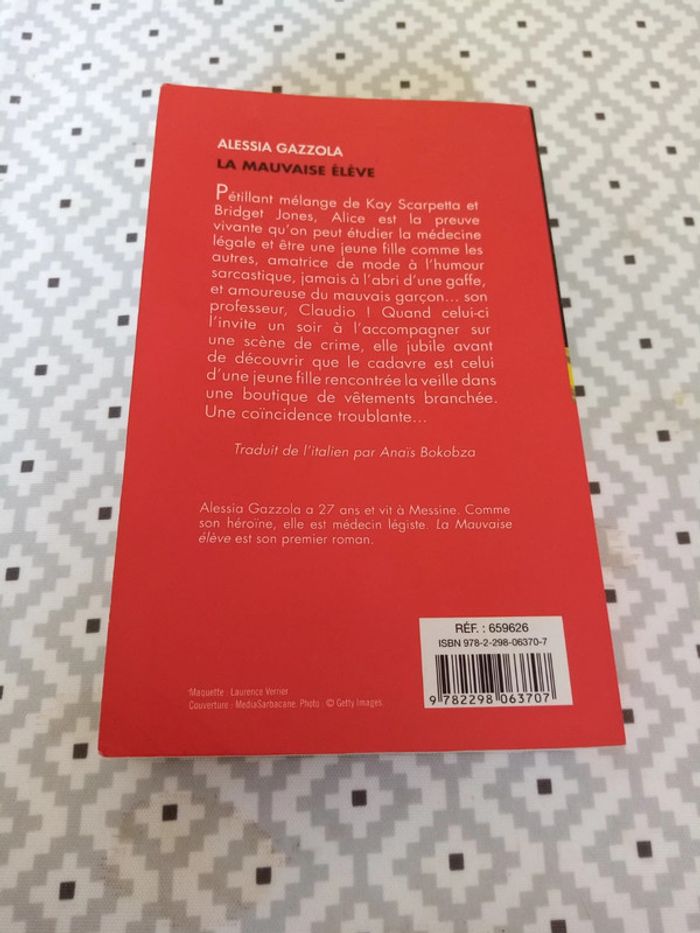 ALESSIA GAZZOLA
LA MAUVAISE ÉLÈVE
Pétillant mélange de Kay Scarpetta et
Bridget Jones, Alice est la preuve
vivante qu'on peut étudier la médecine
légale et être une jeune fille comme les
autres, amatrice de mode à l'humour
sarcastique, jamais à l'abri d'une gaffe,
et amoureuse du mauvais garçon... son
professeur, Claudio ! Quand celui-ci
l'invite un soir à l'accompagner sur
une scène de crime, elle jubile avant
de découvrir que le cadavre est celui
d'une jeune fille rencontrée la veille dans
une boutique de vêtements branchée.
Une coïncidence troublante...
Traduit de l'italien par Anaïs Bokobza
Alessia Gazzola a 27 ans et vit à Messine. Comme
son héroïne, elle est médecin légiste. La Mauvaise
élève est son premier roman.
RÉF. : 659626
ISBN 978-2-298-06370-7
9 782298 063707
Maquette : Laurence Verrier
Couverture : MediaSarbacane. Photo : © Getty Images